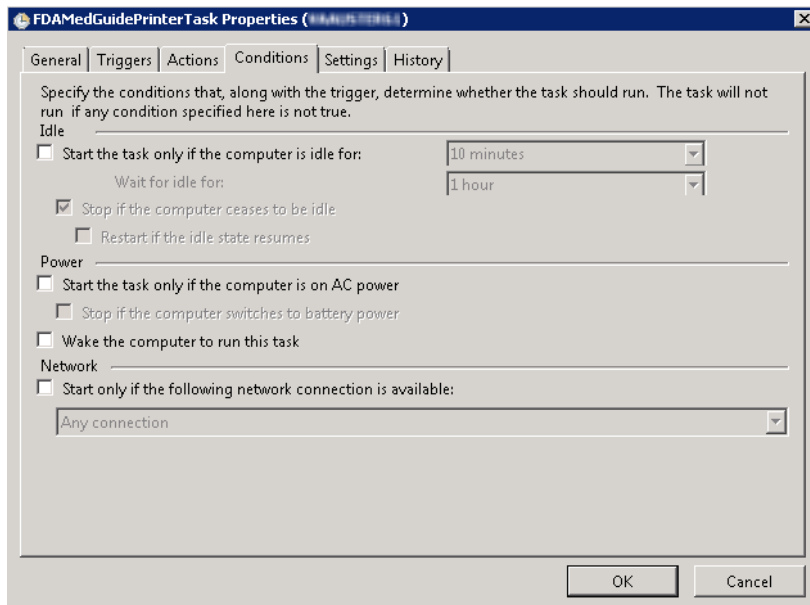 FDAMedGuidePrinterTask Properties ( )
General Triggers Actions Conditions Settings History
Specify the conditions that, along with the trigger, determine whether the task should run. The task will not
run if any condition specified here is not true.
Idle
Start the task only if the computer is idle for: 10 minutes
Wait for idle for: 1 hour
Stop if the computer ceases to be idle
Restart if the idle state resumes
Power
Start the task only if the computer is on AC power
Stop if the computer switches to battery power
Wake the computer to run this task
Network
Start only if the following network connection is available:
Any connection
OK Cancel